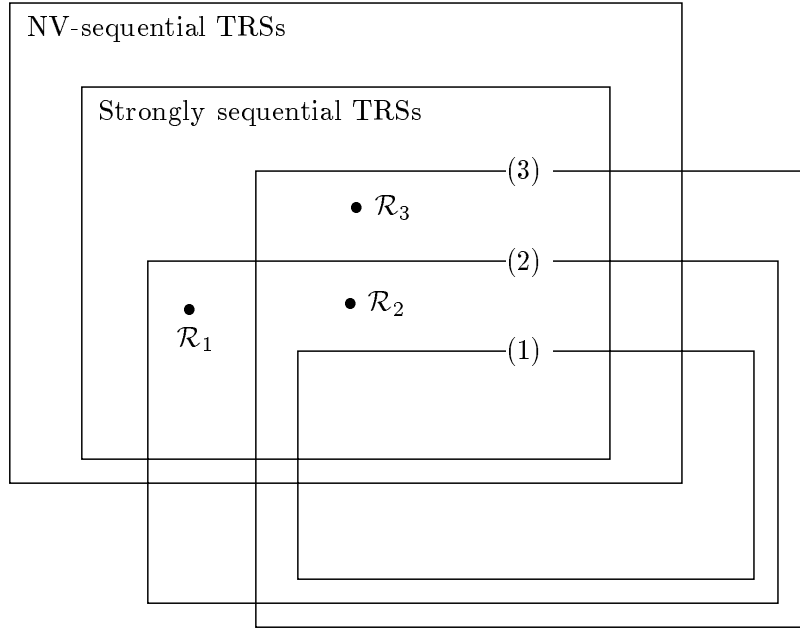 NV-sequential TRSs
Strongly sequential TRSs
(3)
ℛ₃
(2)
ℛ₂
ℛ₁
(1)